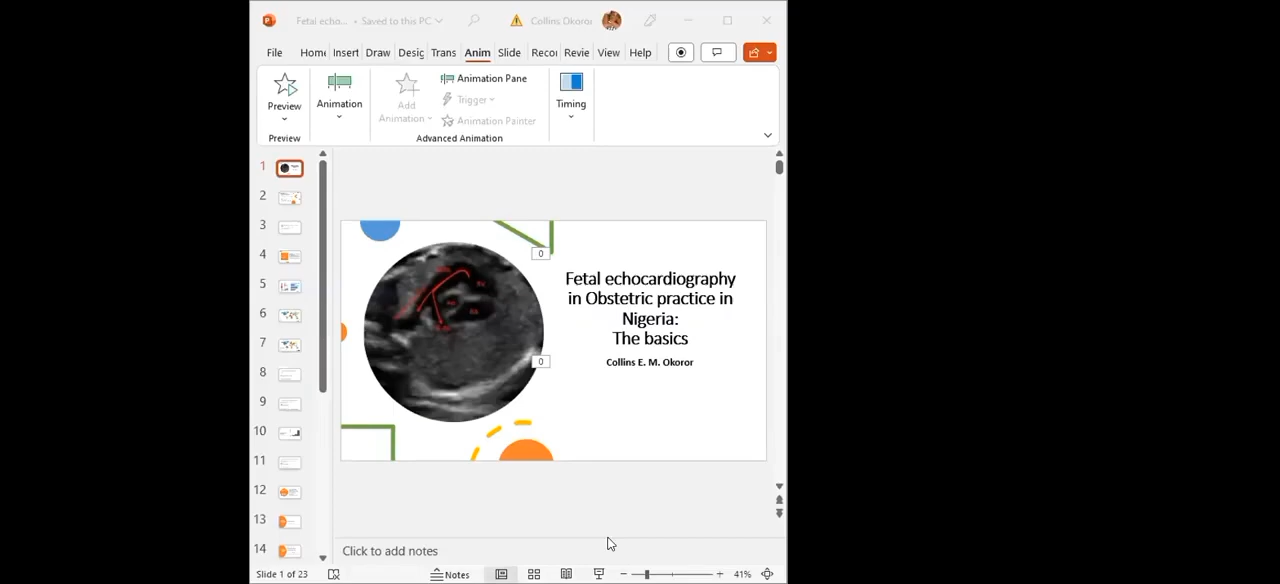 Fetal echo... • Saved to this PC
Collins Okoror
File Home Insert Draw Desig Trans Anim Slide Recor Revie View Help
Preview
Animation
Add Animation
Animation Pane
Trigger
Animation Painter
Timing
Preview
Advanced Animation
1
2
3
4
5
6
7
8
9
10
11
12
13
14
0
0
Fetal echocardiography
in Obstetric practice in
Nigeria:
The basics
Collins E. M. Okoror
Click to add notes
Slide 1 of 23
Notes
41%